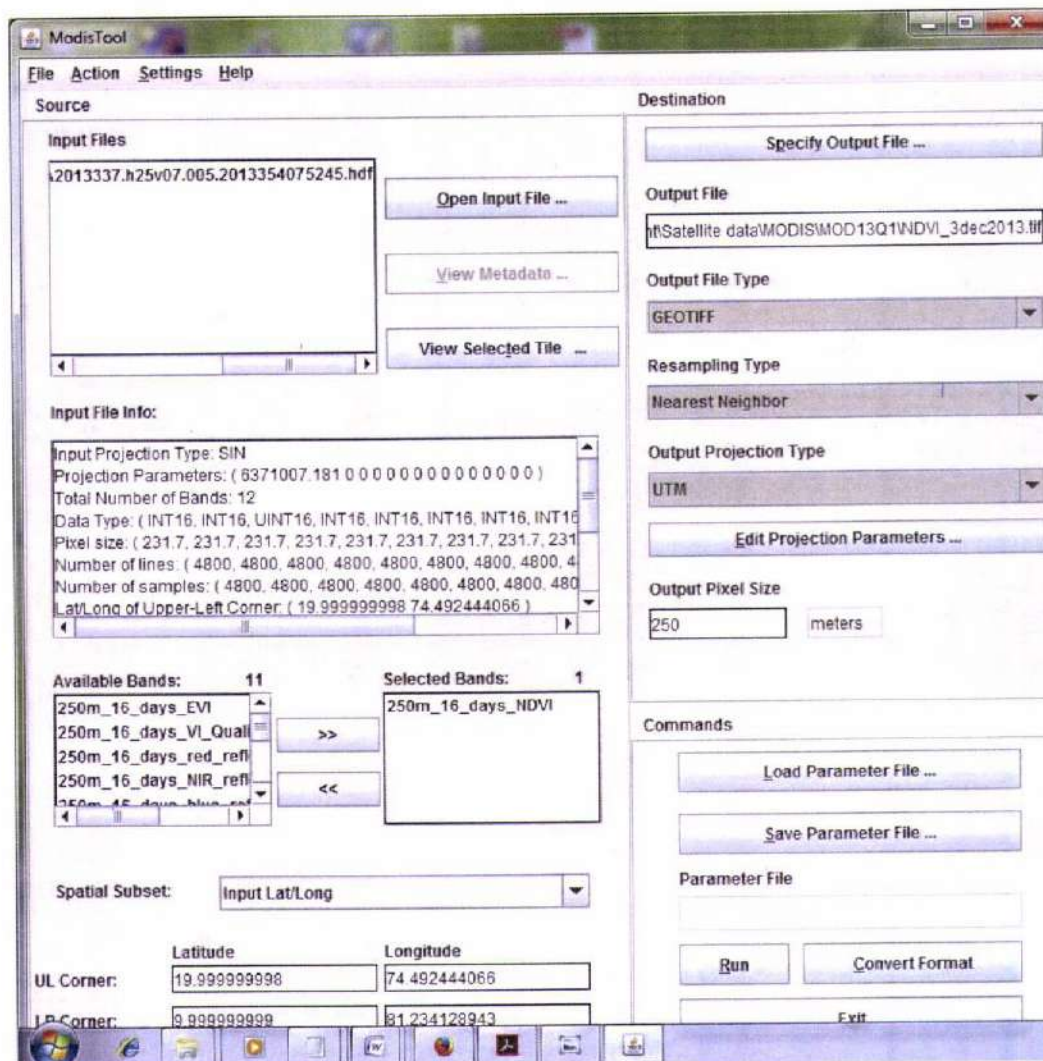 ModisTool
File Action Settings Help
Source
Input Files
2013337.h25v07.005.2013354075245.hdf
Open Input File ...
View Metadata ...
View Selected Tile ...
Input File Info:
Input Projection Type: SIN
Projection Parameters: ( 6371007.181 0 0 0 0 0 0 0 0 0 0 0 0 0 0 )
Total Number of Bands: 12
Data Type: ( INT16, INT16, UINT16, INT16, INT16, INT16, INT16, INT16
Pixel size: ( 231.7, 231.7, 231.7, 231.7, 231.7, 231.7, 231.7, 231.7, 231
Number of lines: ( 4800, 4800, 4800, 4800, 4800, 4800, 4800, 4800, 4
Number of samples: ( 4800, 4800, 4800, 4800, 4800, 4800, 4800, 480
Lat/Long of Upper-Left Corner: ( 19.999999998 74.492444066 )
Available Bands: 11
250m_16_days_EVI
250m_16_days_VI_Quali
250m_16_days_red_refl
250m_16_days_NIR_refl
250m_16_days_blue_ref
>>
<<
Selected Bands: 1
250m_16_days_NDVI
Spatial Subset: Input Lat/Long
Latitude Longitude
UL Corner: 19.999999998 74.492444066
LR Corner: 9.999999999 81.234128943
Destination
Specify Output File ...
Output File
nt\Satellite data\MODIS\MOD13Q1\NDVI_3dec2013.tif
Output File Type
GEOTIFF
Resampling Type
Nearest Neighbor
Output Projection Type
UTM
Edit Projection Parameters ...
Output Pixel Size
250 meters
Commands
Load Parameter File ...
Save Parameter File ...
Parameter File
Run Convert Format
Exit